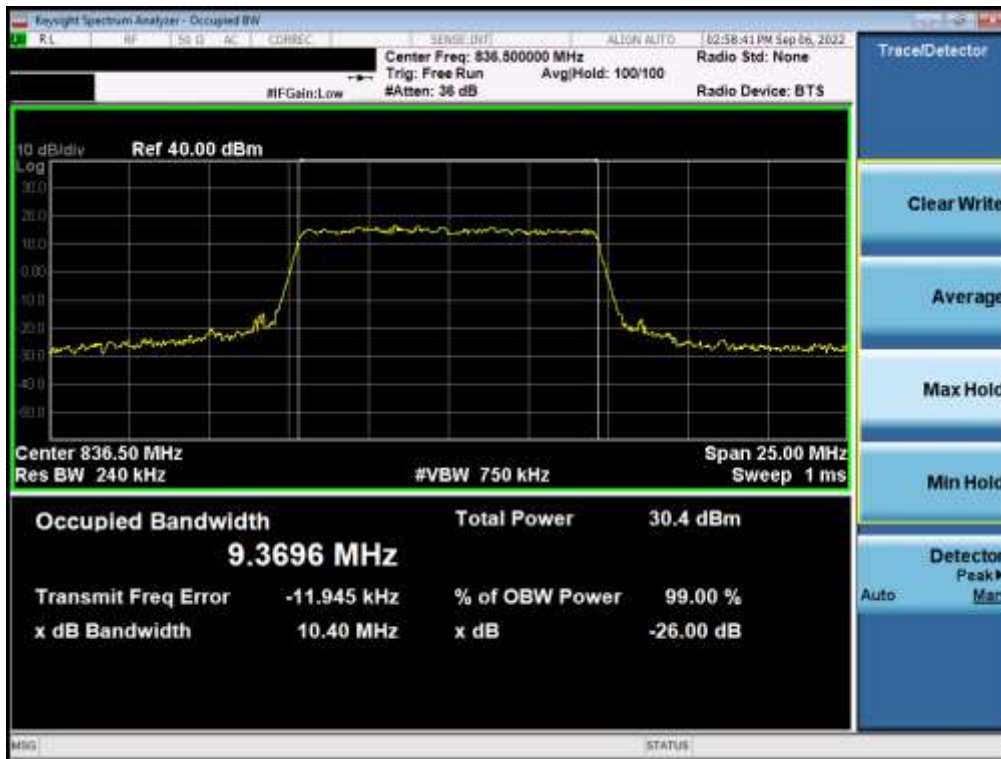 Keysight Spectrum Analyzer - Occupied BW
RL RF 50 Ω AC CORREC SENSE:INT ALIGN AUTO 02:58:41 PM Sep 06, 2022
Center Freq: 836.500000 MHz Radio Std: None
Trig: Free Run Avg|Hold: 100/100
#IFGain:Low #Atten: 36 dB Radio Device: BTS
Trace/Detector
10 dB/div Ref 40.00 dBm
Log
30.0
20.0
10.0
0.00
-10.0
-20.0
-30.0
-40.0
Center 836.50 MHz Span 25.00 MHz
Res BW 240 kHz #VBW 750 kHz Sweep 1 ms
Occupied Bandwidth Total Power 30.4 dBm
9.3696 MHz
Transmit Freq Error -11.945 kHz % of OBW Power 99.00 %
x dB Bandwidth 10.40 MHz x dB -26.00 dB
Clear Write
Average
Max Hold
Min Hold
Detector
Peak
Auto Man
MSG STATUS